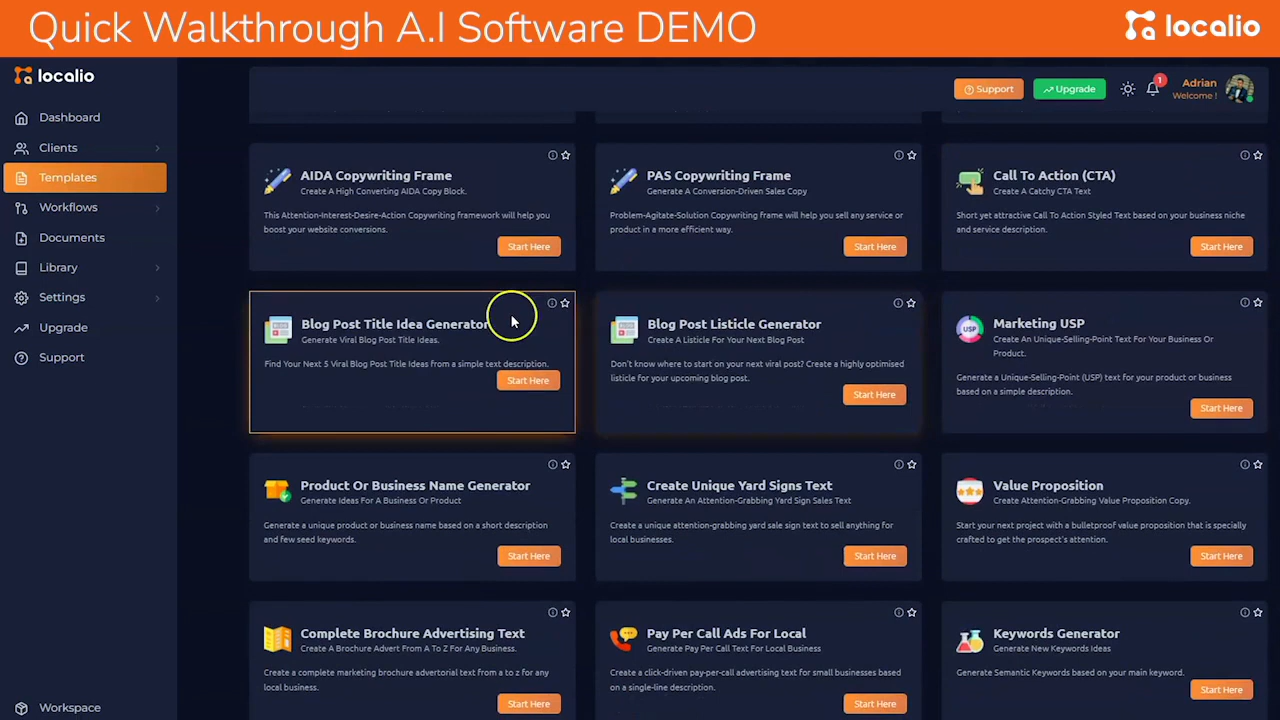 Quick Walkthrough A.I Software DEMO
localio
localio
Support
Upgrade
1
Adrian
Welcome !
Dashboard
Clients
Templates
Workflows
Documents
Library
Settings
Upgrade
Support
Workspace
AIDA Copywriting Frame
Create A High Converting AIDA Copy Block.
This Attention-Interest-Desire-Action Copywriting framework will help you
boost your website conversions.
Start Here
PAS Copywriting Frame
Generate A Conversion-Driven Sales Copy
Problem-Agitate-Solution Copywriting frame will help you sell any service or
product in a more efficient way.
Start Here
Call To Action (CTA)
Create A Catchy CTA Text
Short yet attractive Call To Action Styled Text based on your business niche
and service description.
Start Here
Blog Post Title Idea Generator
Generate Viral Blog Post Title Ideas.
Find Your Next 5 Viral Blog Post Title Ideas from a simple text description.
Start Here
Blog Post Listicle Generator
Create A Listicle For Your Next Blog Post
Don't know where to start on your next viral post? Create a highly optimised
listicle for your upcoming blog post.
Start Here
USP
Marketing USP
Create An Unique-Selling-Point Text For Your Business Or
Product.
Generate a Unique-Selling-Point (USP) text for your product or business
based on a simple description.
Start Here
Product Or Business Name Generator
Generate Ideas For A Business Or Product
Generate a unique product or business name based on a short description
and few seed keywords.
Start Here
Create Unique Yard Signs Text
Generate An Attention-Grabbing Yard Sign Sales Text
Create a unique attention-grabbing yard sale sign text to sell anything for
local businesses.
Start Here
Value Proposition
Create Attention-Grabbing Value Proposition Copy.
Start your next project with a bulletproof value proposition that is specially
crafted to get the prospect's attention.
Start Here
Complete Brochure Advertising Text
Create A Brochure Advert From A To Z For Any Business.
Create a complete marketing brochure advertorial text from a to z for any
local business.
Start Here
Pay Per Call Ads For Local
Generate Pay Per Call Text For Local Business
Create a click-driven pay-per-call advertising text for small businesses based
on a single-line description.
Start Here
Keywords Generator
Generate New Keywords Ideas
Generate Semantic Keywords based on your main keyword.
Start Here